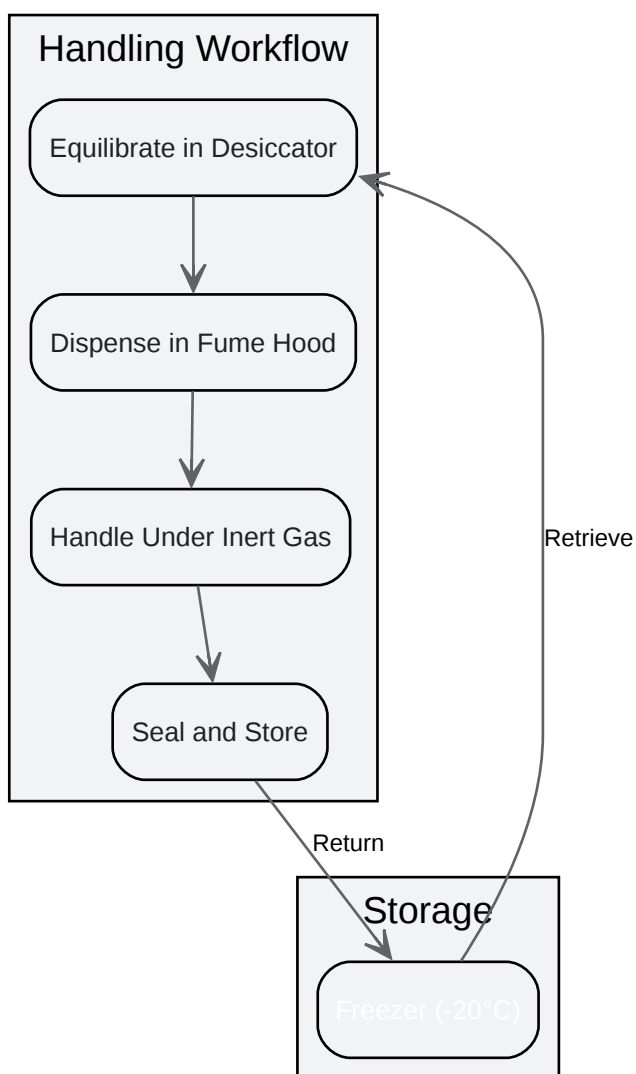 Handling Workflow
Equilibrate in Desiccator
Dispense in Fume Hood
Handle Under Inert Gas
Retrieve
Seal and Store
Return
Storage
Freezer (-20°C)